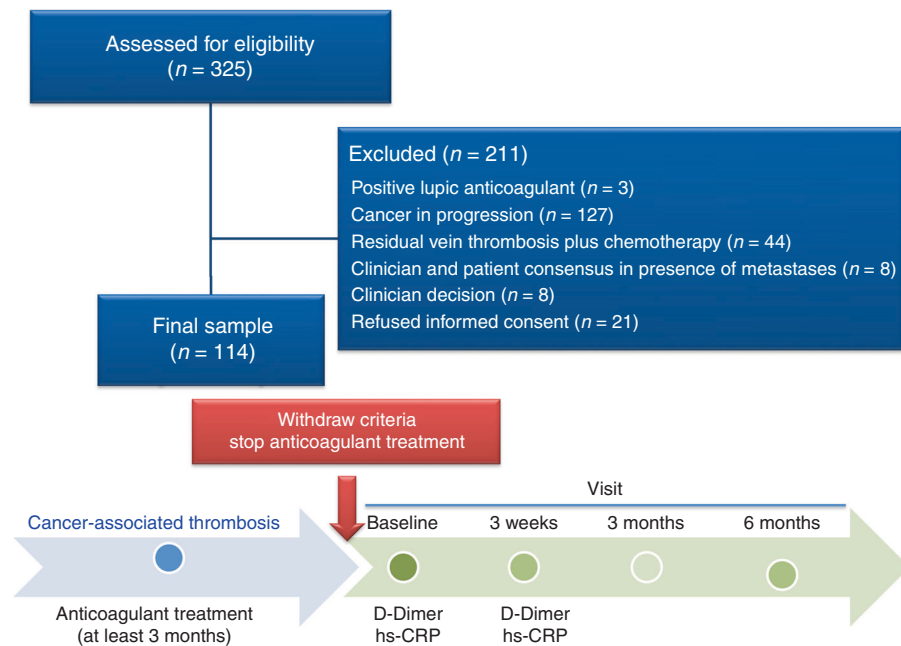 Assessed for eligibility
(n = 325)
Excluded (n = 211)
Positive lupic anticoagulant (n = 3)
Cancer in progression (n = 127)
Residual vein thrombosis plus chemotherapy (n = 44)
Clinician and patient consensus in presence of metastases (n = 8)
Clinician decision (n = 8)
Refused informed consent (n = 21)
Final sample
(n = 114)
Withdraw criteria
stop anticoagulant treatment
Visit
Cancer-associated thrombosis
Baseline
3 weeks
3 months
6 months
Anticoagulant treatment
(at least 3 months)
D-Dimer
hs-CRP
D-Dimer
hs-CRP